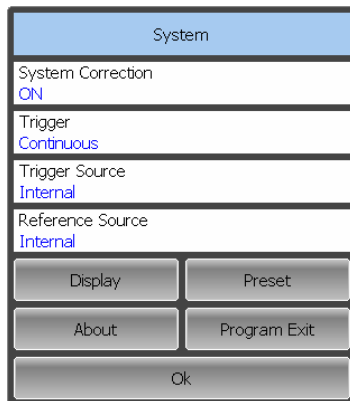 System
System Correction
ON
Trigger
Continuous
Trigger Source
Internal
Reference Source
Internal
Display
Preset
About
Program Exit
Ok